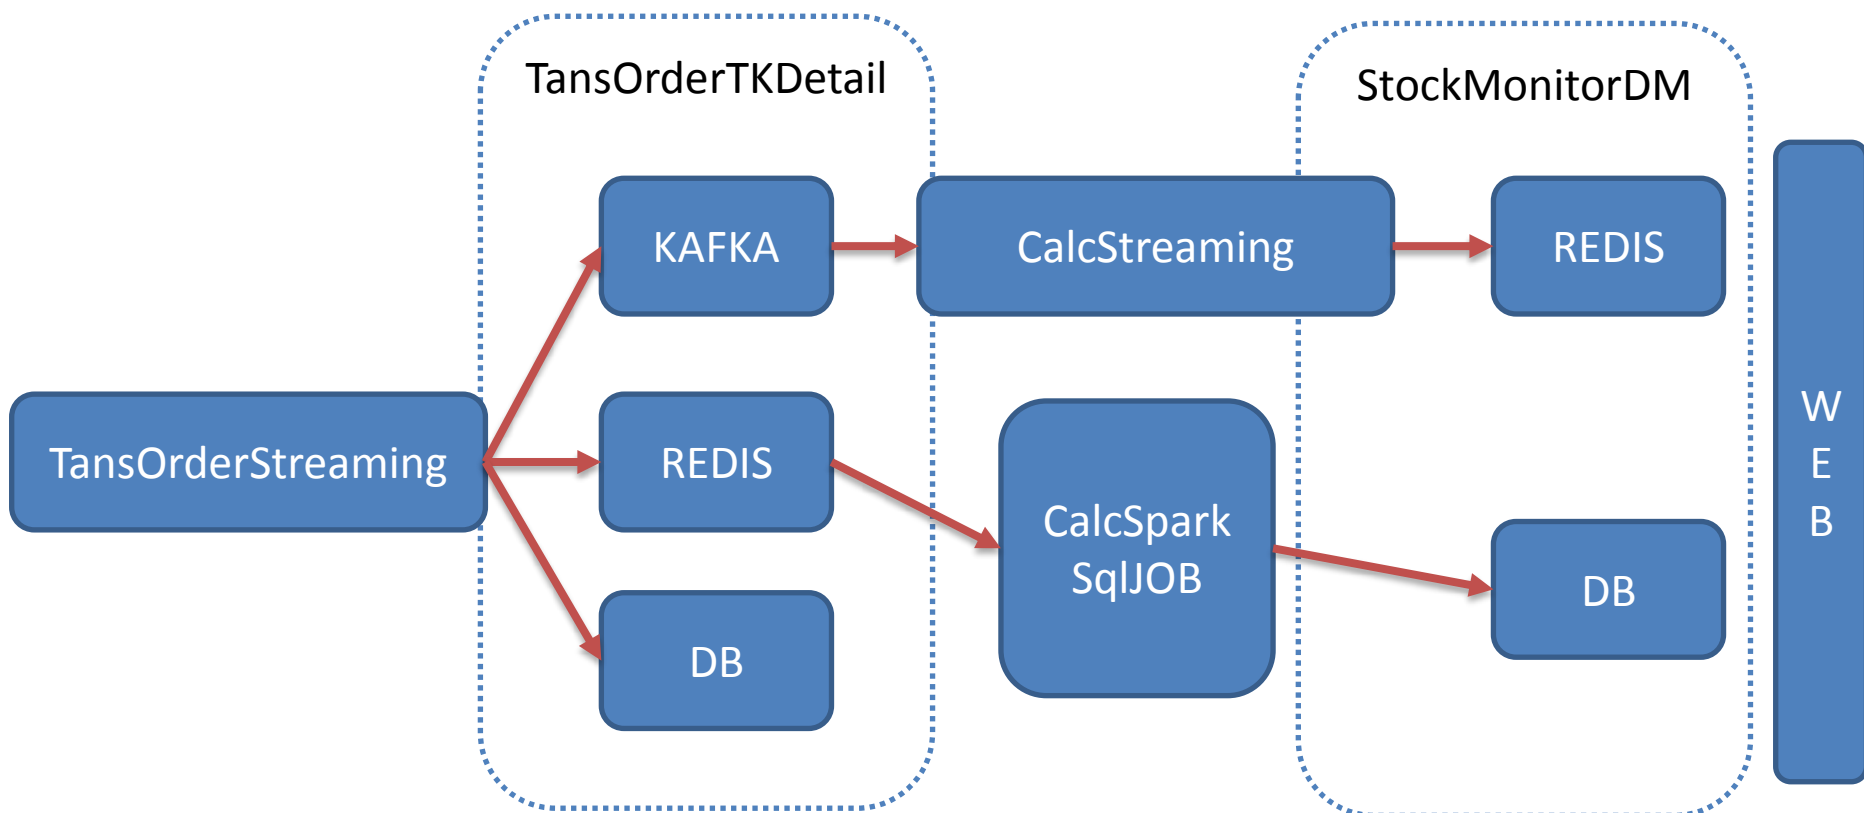 TansOrderTKDetail
StockMonitorDM
KAFKA
CalcStreaming
REDIS
TansOrderStreaming
REDIS
CalcSpark
SqlJOB
DB
DB
W
E
B